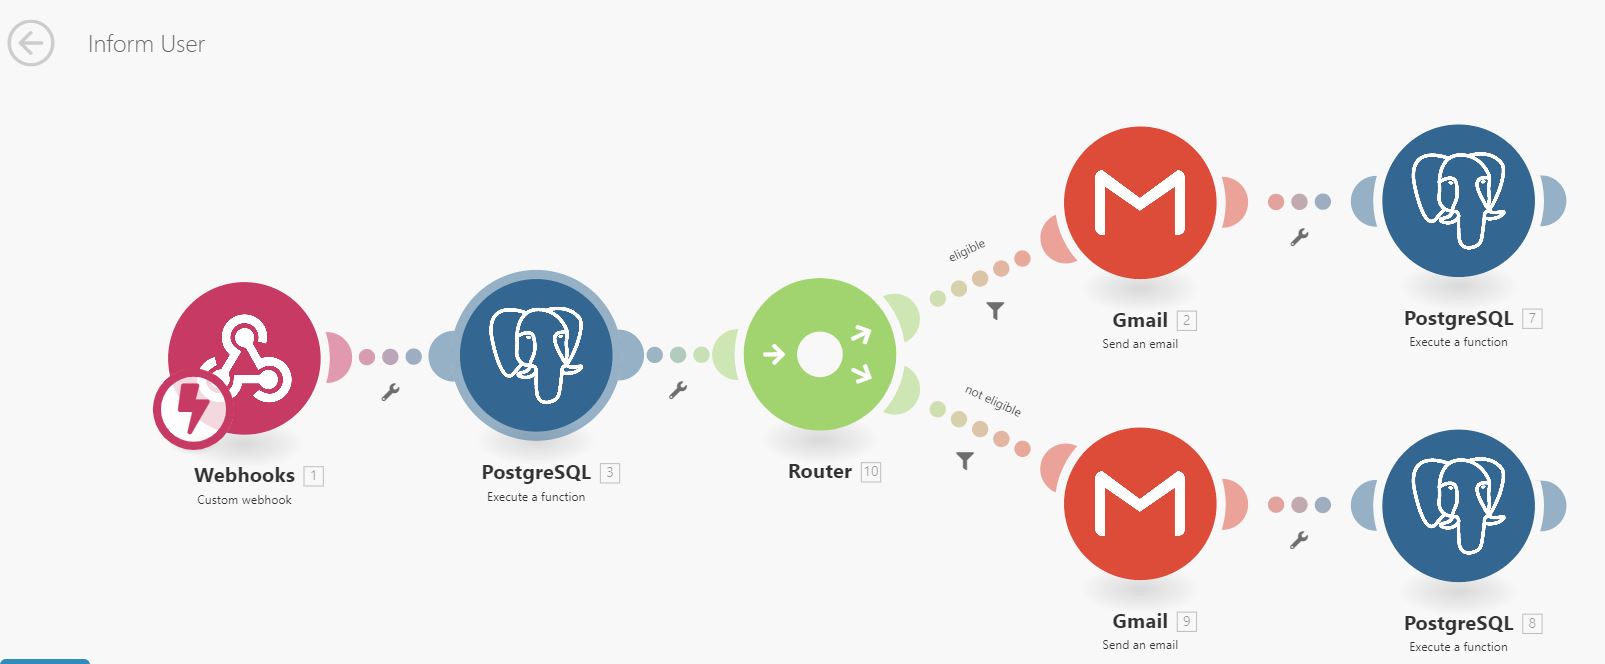 Inform User
Webhooks 1
Custom webhook
PostgreSQL 3
Execute a function
Router 10
eligible
not eligible
Gmail 2
Send an email
PostgreSQL 7
Execute a function
Gmail 9
Send an email
PostgreSQL 8
Execute a function